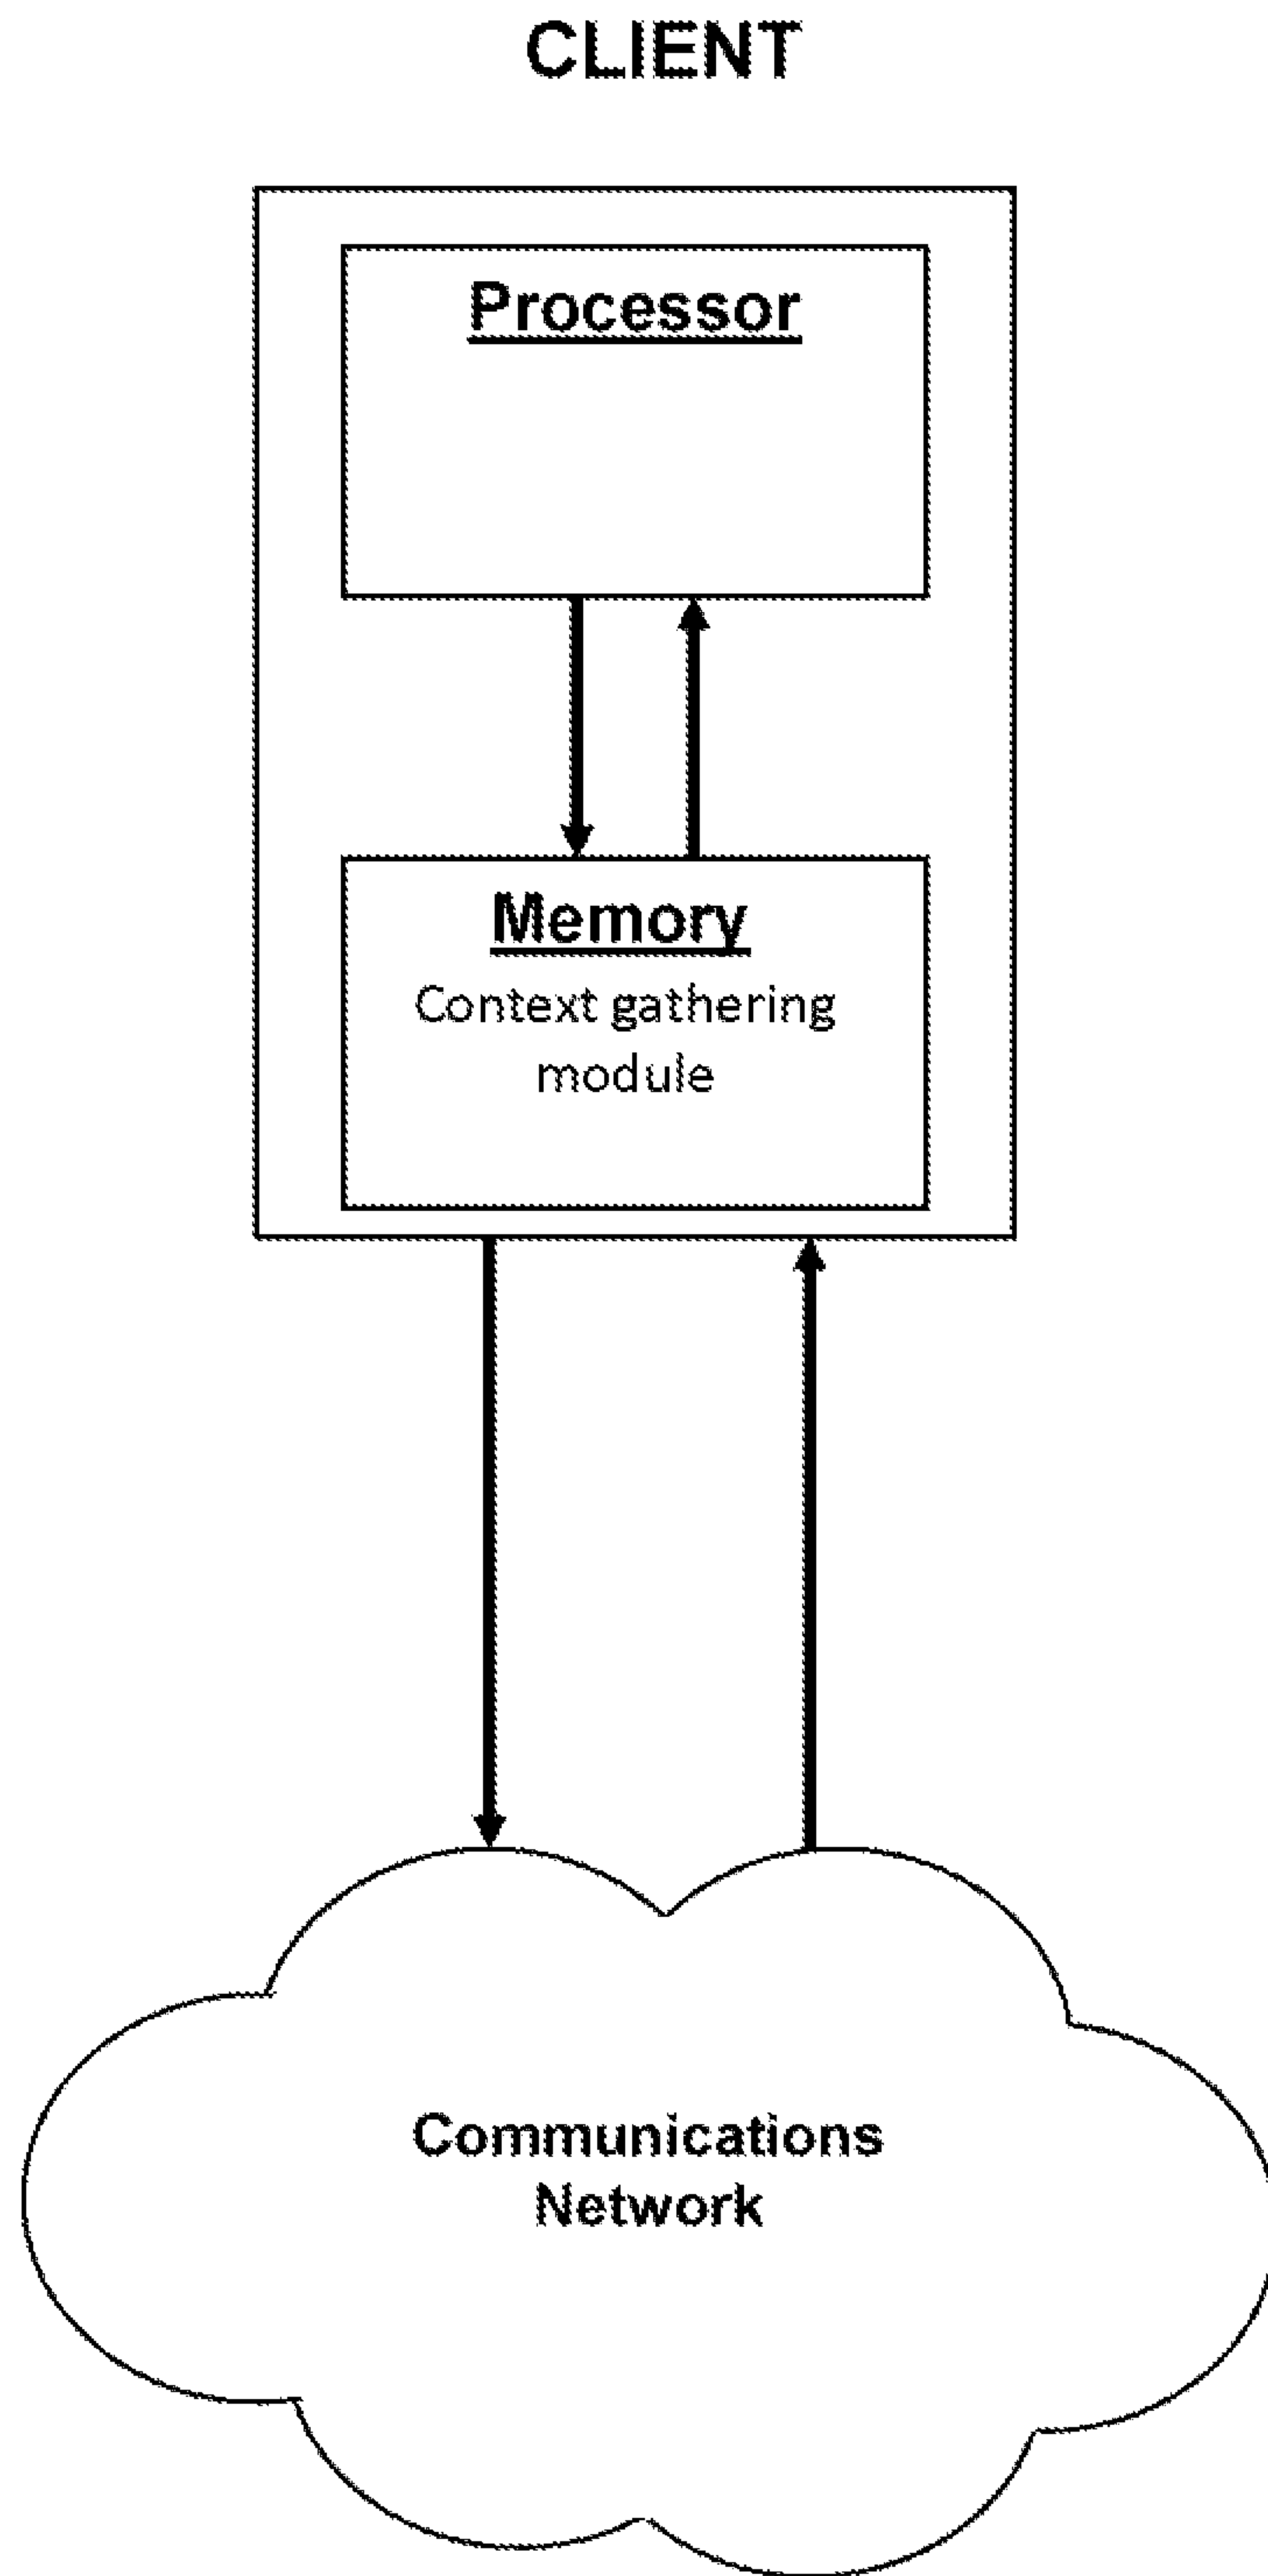 CLIENT
Processor
Memory
Context gathering
module
Communications
Network